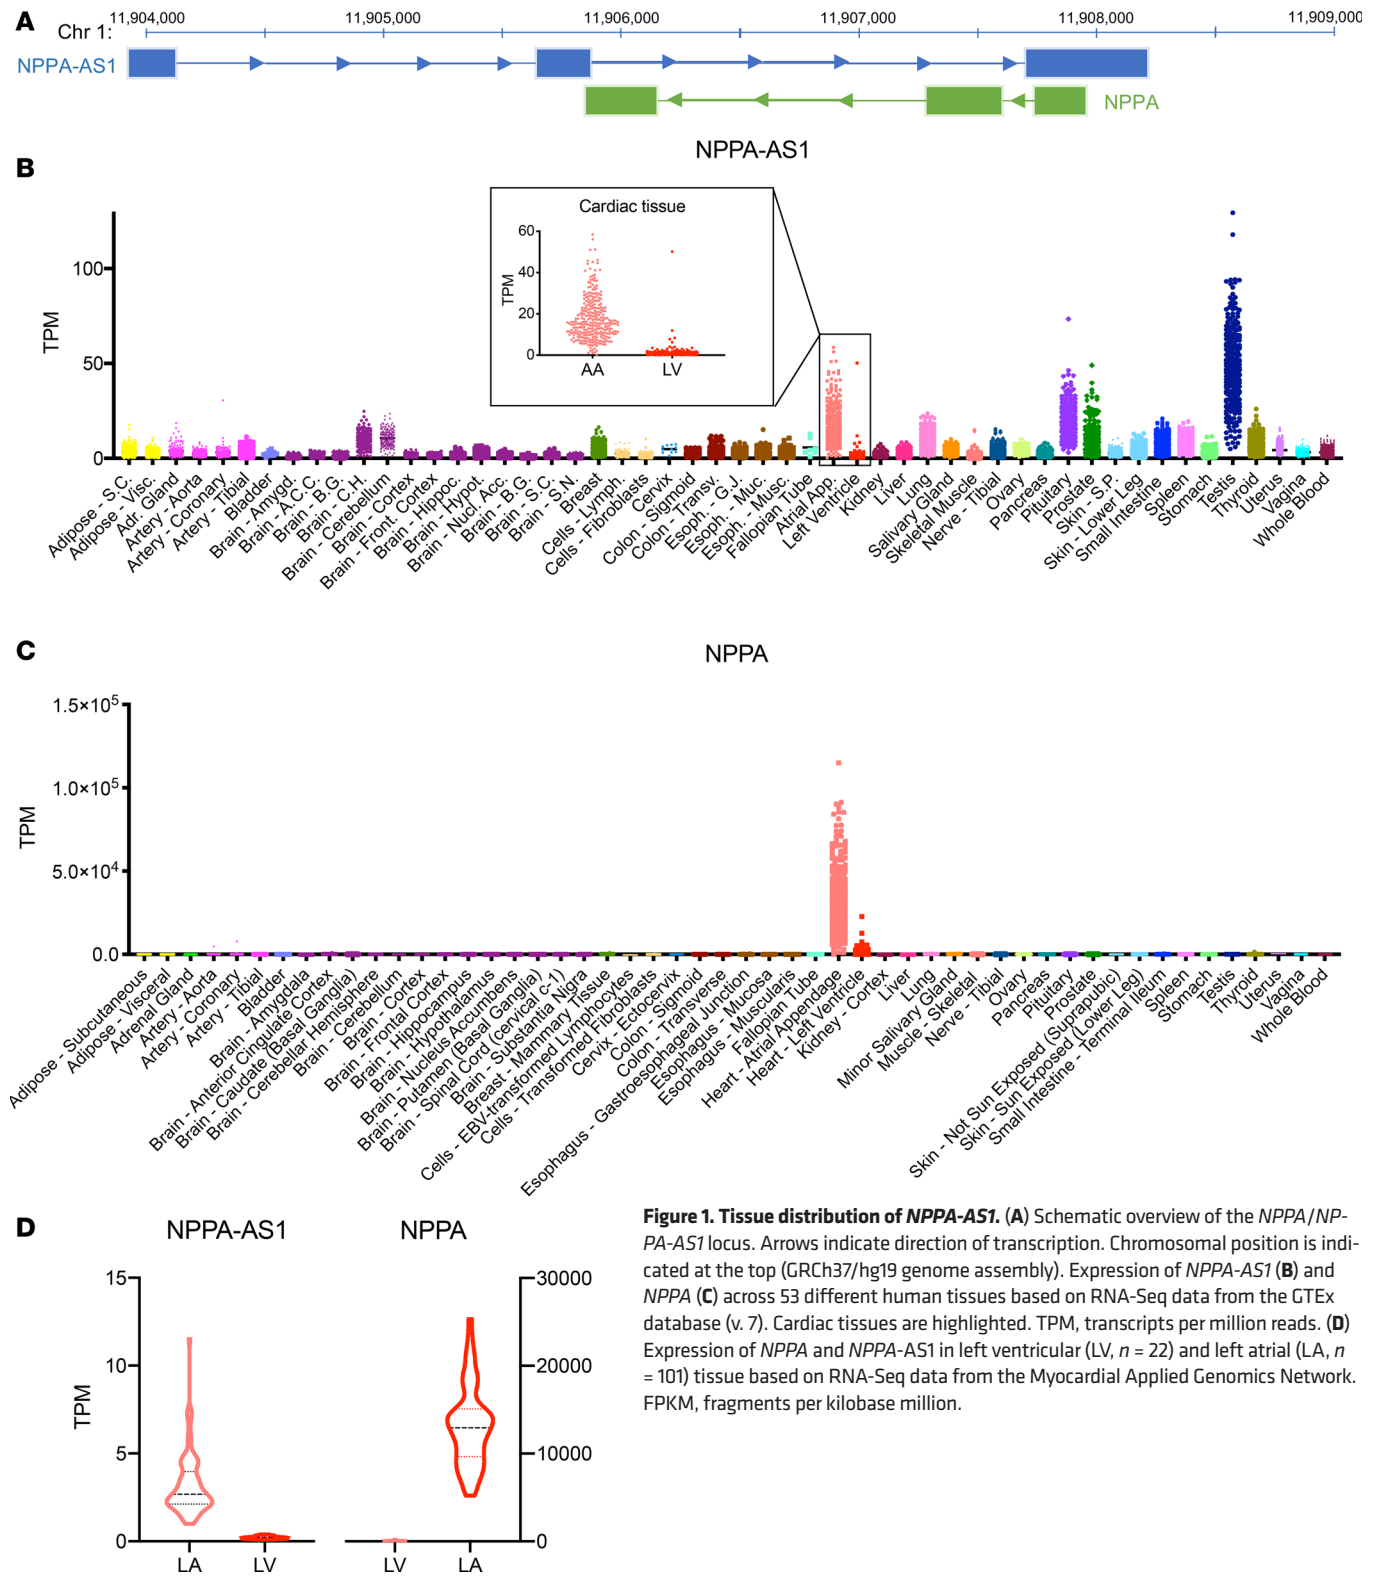 A
11,904,000 11,905,000 11,906,000 11,907,000 11,908,000 11,909,000
Chr 1:
NPPA-AS1
NPPA
B
NPPA-AS1
Cardiac tissue
TPM
60
40
20
0
AA LV
TPM
100
50
0
Adipose - S.C.
Adipose - Visc.
Adr. Gland
Artery - Aorta
Artery - Coronary
Artery - Tibial
Bladder
Brain - Amygd.
Brain - A.C.C.
Brain - B.G.
Brain - C.H.
Brain - Cerebellum
Brain - Cortex
Brain - Front. Cortex
Brain - Hippoc.
Brain - Hypot.
Brain - Nucl. Acc.
Brain - B.G.
Brain - S.C.
Brain - S.N.
Breast
Cells - Lymph.
Cells - Fibroblasts
Cervix
Colon - Sigmoid
Colon - Transv.
Esoph. - G.J.
Esoph. - Muc.
Esoph. - Musc.
Fallopian Tube
Atrial App.
Left Ventricle
Kidney
Liver
Lung
Salivary Gland
Skeletal Muscle
Nerve - Tibial
Ovary
Pancreas
Pituitary
Prostate
Skin - S.P.
Skin - Lower Leg
Small Intestine
Spleen
Stomach
Testis
Thyroid
Uterus
Vagina
Whole Blood
C
NPPA
TPM
1.5×10⁵
1.0×10⁵
5.0×10⁴
0.0
Adipose - Subcutaneous
Adipose - Visceral
Adrenal Gland
Artery - Aorta
Artery - Coronary
Artery - Tibial
Bladder
Brain - Amygdala
Brain - Anterior Cingulate Cortex
Brain - Caudate (Basal Ganglia)
Brain - Cerebellar Hemisphere
Brain - Cerebellum
Brain - Cortex
Brain - Frontal Cortex
Brain - Hippocampus
Brain - Hypothalamus
Brain - Nucleus Accumbens
Brain - Putamen (Basal Ganglia)
Brain - Spinal Cord (cervical c-1)
Brain - Substantia Nigra
Breast - Mammary Tissue
Cells - EBV-transformed Lymphocytes
Cells - Transformed Fibroblasts
Cervix - Ectocervix
Colon - Sigmoid
Colon - Transverse
Esophagus - Gastroesophageal Junction
Esophagus - Mucosa
Esophagus - Muscularis
Fallopian Tube
Heart - Atrial Appendage
Heart - Left Ventricle
Kidney - Cortex
Liver
Lung
Minor Salivary Gland
Muscle - Skeletal
Nerve - Tibial
Ovary
Pancreas
Pituitary
Prostate
Skin - Not Sun Exposed (Suprapubic)
Skin - Sun Exposed (Lower Leg)
Small Intestine - Terminal Ileum
Spleen
Stomach
Testis
Thyroid
Uterus
Vagina
Whole Blood
D
NPPA-AS1 NPPA
TPM
15
10
5
0
30000
20000
10000
0
LA LV LV LA
Figure 1. Tissue distribution of NPPA-AS1. (A) Schematic overview of the NPPA/NP-
PA-AS1 locus. Arrows indicate direction of transcription. Chromosomal position is indi-
cated at the top (GRCh37/hg19 genome assembly). Expression of NPPA-AS1 (B) and
NPPA (C) across 53 different human tissues based on RNA-Seq data from the GTEx
database (v. 7). Cardiac tissues are highlighted. TPM, transcripts per million reads. (D)
Expression of NPPA and NPPA-AS1 in left ventricular (LV, n = 22) and left atrial (LA, n
= 101) tissue based on RNA-Seq data from the Myocardial Applied Genomics Network.
FPKM, fragments per kilobase million.